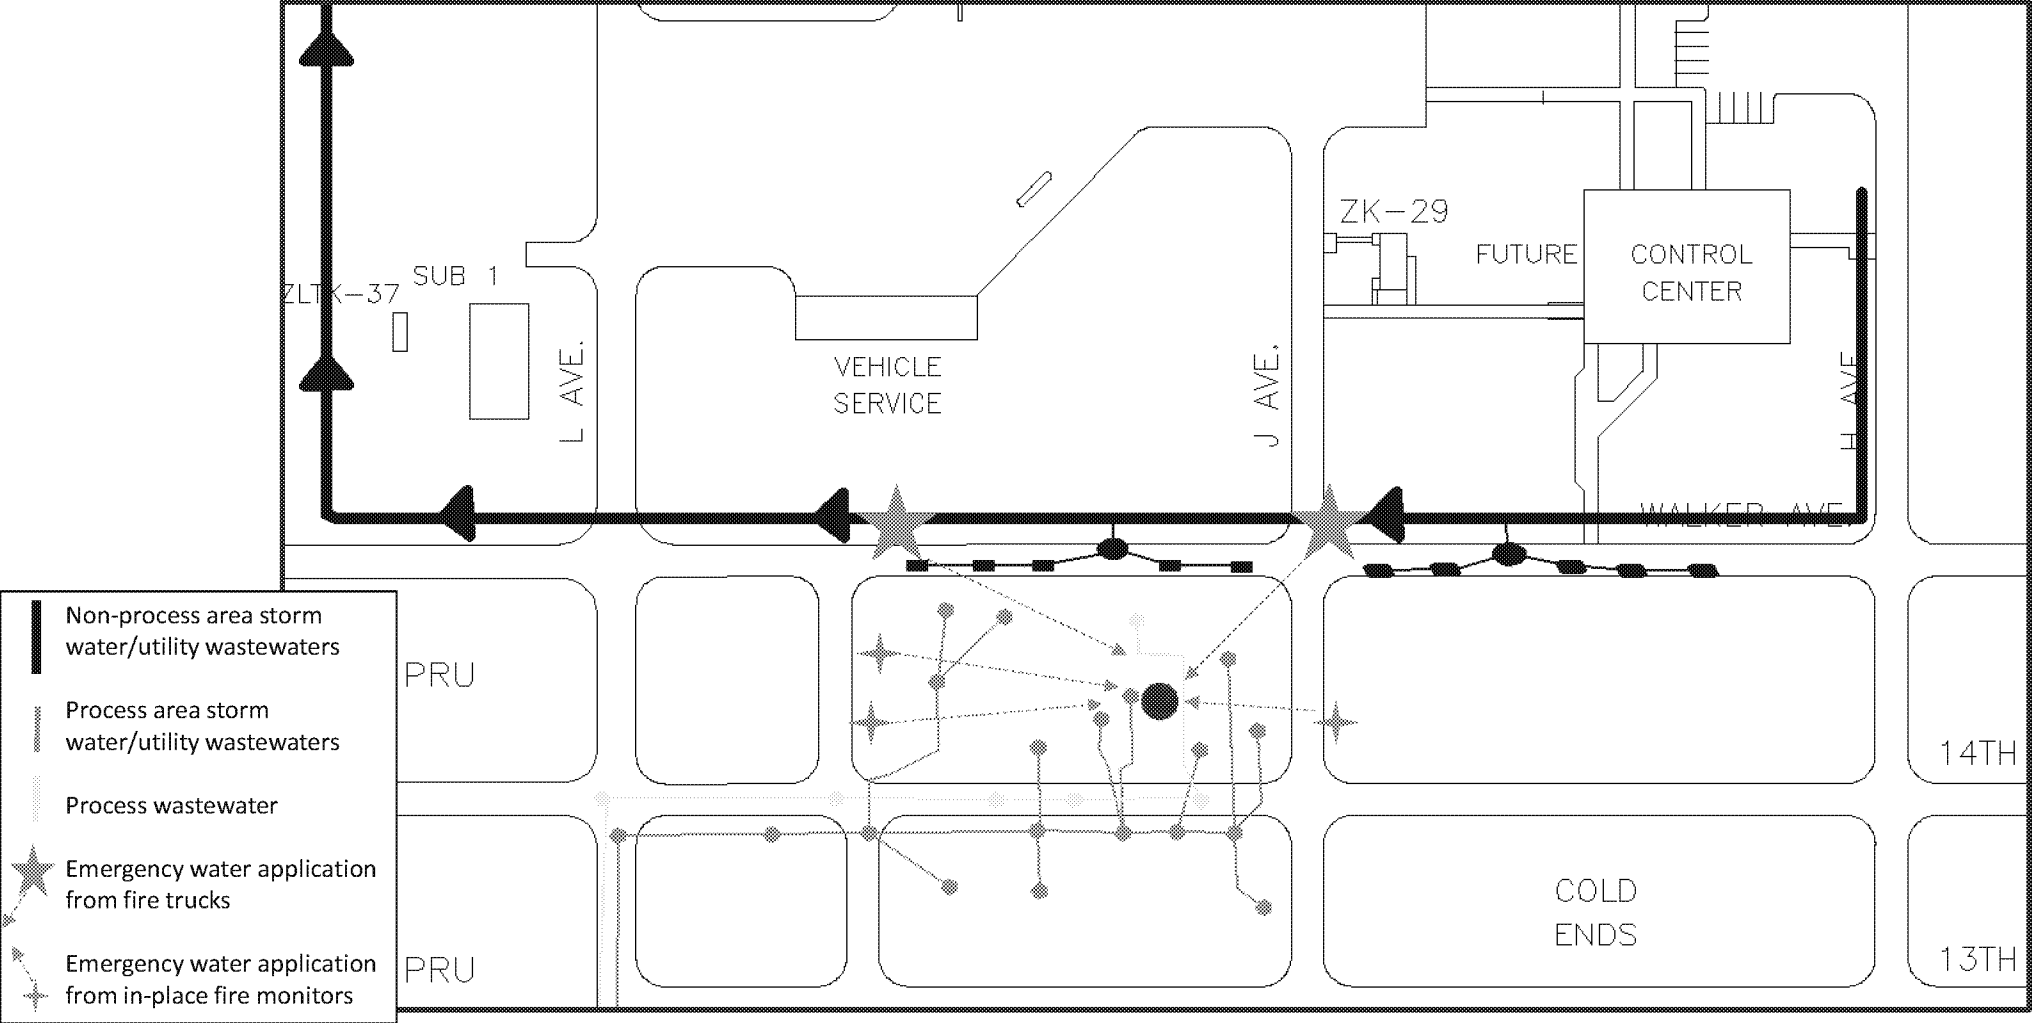 ZK-29
FUTURE
CONTROL
CENTER
SUB 1
ZLTK-37
L AVE.
VEHICLE
SERVICE
J AVE.
H AVE
WALKER AVE.
Non-process area storm
water/utility wastewaters
Process area storm
water/utility wastewaters
Process wastewater
Emergency water application
from fire trucks
Emergency water application
from in-place fire monitors
PRU
PRU
14TH
COLD
ENDS
13TH